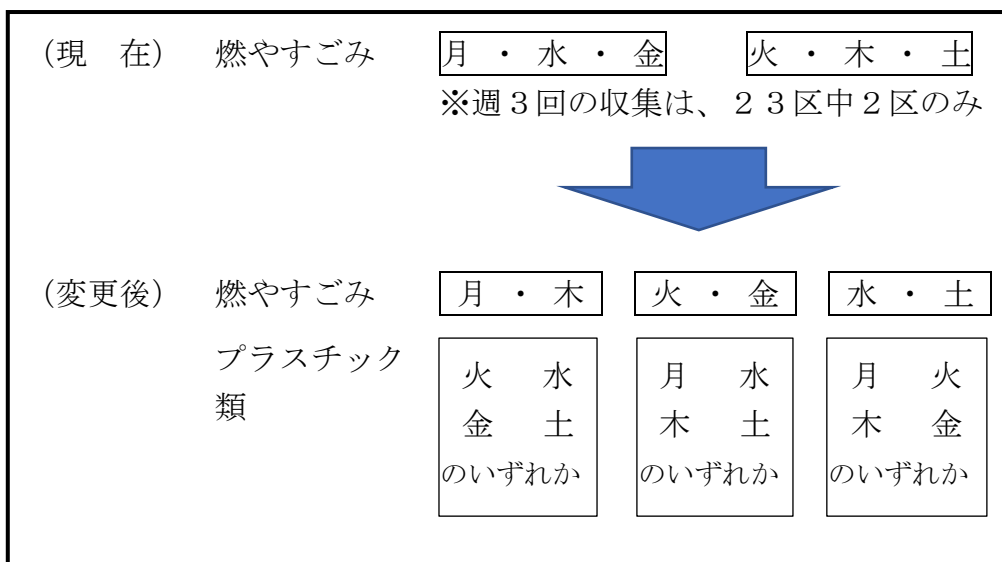 (現　在)　燃やすごみ　月・水・金　火・木・土
※週３回の収集は、２３区中２区のみ
(変更後)　燃やすごみ　月・木　火・金　水・土
プラスチック類
火　水
金　土
のいずれか
月　水
木　土
のいずれか
月　火
木　金
のいずれか